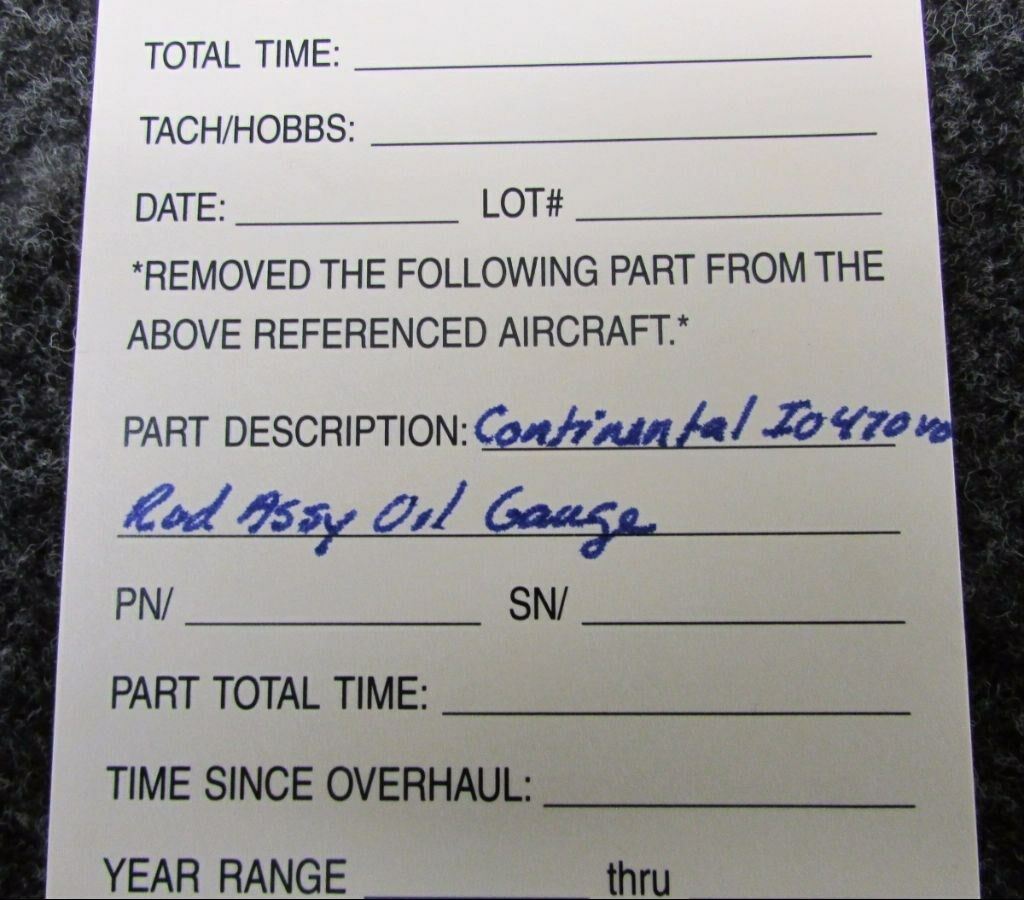 TOTAL TIME:
TACH/HOBBS:
DATE: LOT#
*REMOVED THE FOLLOWING PART FROM THE
ABOVE REFERENCED AIRCRAFT.*
PART DESCRIPTION: Continental Io470vo
Rod Assy Oil Gauge
PN/ SN/
PART TOTAL TIME:
TIME SINCE OVERHAUL:
YEAR RANGE thru